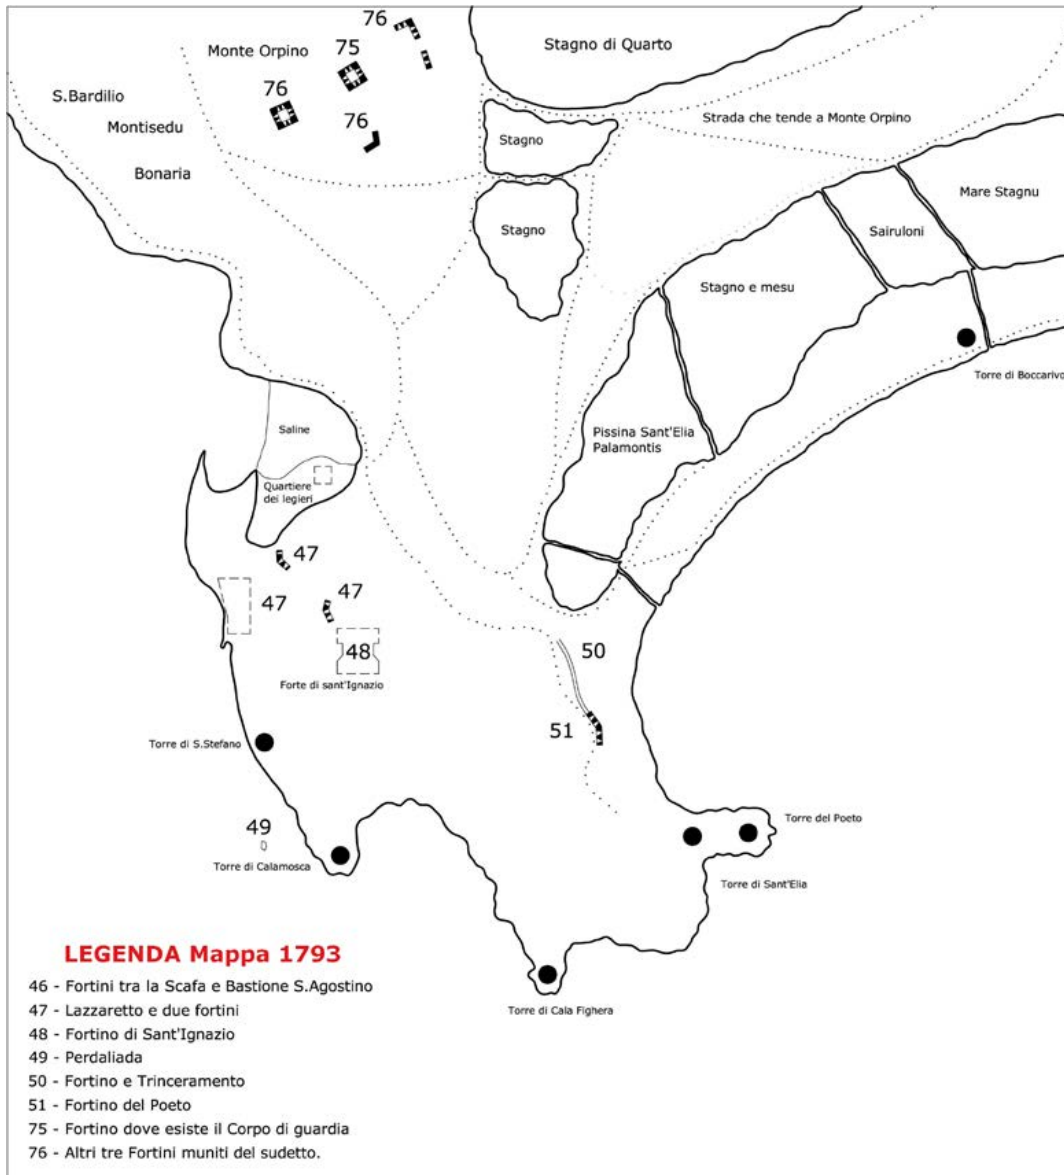 76
Monte Orpino
75
Stagno di Quarto
S.Bardilio
76
Montisedu
76
Strada che tende a Monte Orpino
Stagno
Bonaria
Mare Stagnu
Stagno
Sairuloni
Stagno e mesu
Torre di Boccarivo
Saline
Pissina Sant'Elia
Palamontis
Quartiere
dei legieri
47
47
47
48
50
Forte di sant'Ignazio
51
Torre di S.Stefano
49
Torre del Poeto
Torre di Calamosca
Torre di Sant'Elia
Torre di Cala Fighera
LEGENDA Mappa 1793
46 - Fortini tra la Scafa e Bastione S.Agostino
47 - Lazzaretto e due fortini
48 - Fortino di Sant'Ignazio
49 - Perdaliada
50 - Fortino e Trinceramento
51 - Fortino del Poeto
75 - Fortino dove esiste il Corpo di guardia
76 - Altri tre Fortini muniti del sudetto.